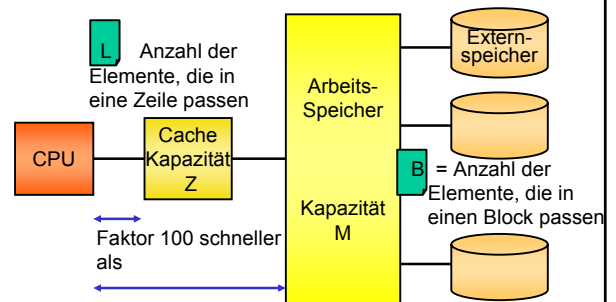 L Anzahl der
Elemente, die in
eine Zeile passen
CPU
Cache
Kapazität
Z
Faktor 100 schneller
als
Arbeits-
Speicher
Kapazität
M
Extern-
speicher
B = Anzahl der
Elemente, die in
einen Block passen